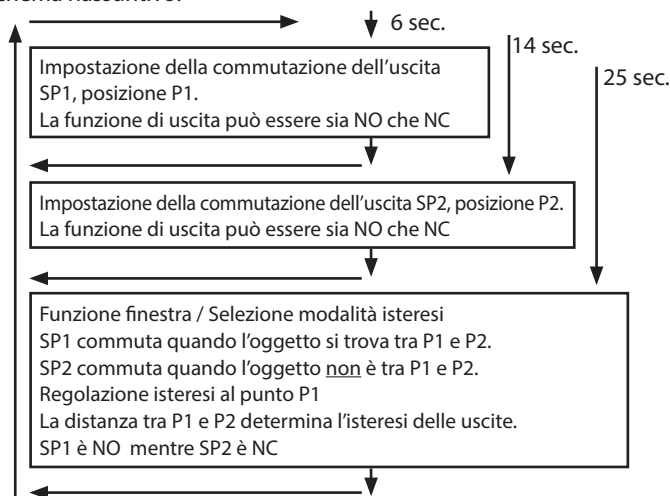 6 sec.
14 sec.
25 sec.
Impostazione della commutazione dell'uscita
SP1, posizione P1.
La funzione di uscita può essere sia NO che NC
Impostazione della commutazione dell'uscita SP2, posizione P2.
La funzione di uscita può essere sia NO che NC
Funzione finestra / Selezione modalità isteresi
SP1 commuta quando l'oggetto si trova tra P1 e P2.
SP2 commuta quando l'oggetto non è tra P1 e P2.
Regolazione isteresi al punto P1
La distanza tra P1 e P2 determina l'isteresi delle uscite.
SP1 è NO mentre SP2 è NC